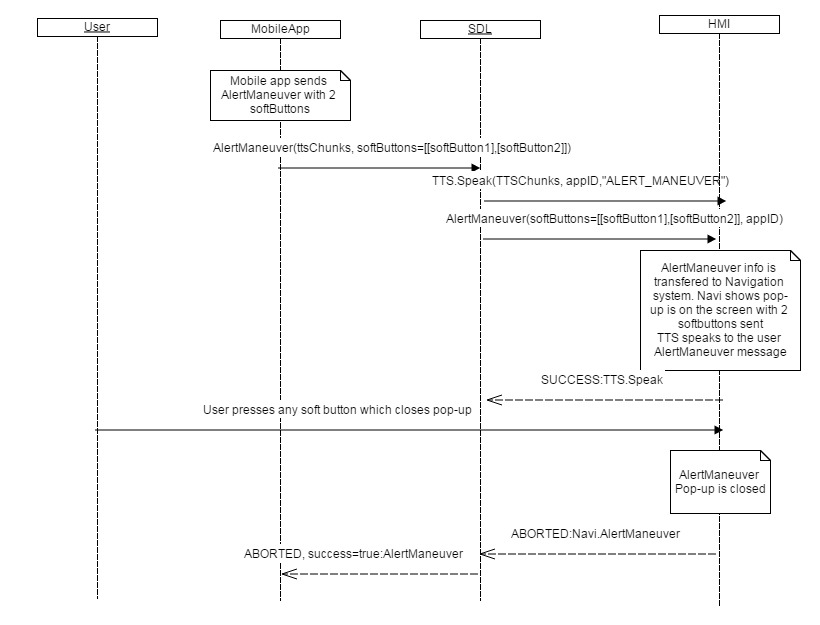 User
MobileApp
SDL
HMI
Mobile app sends
AlertManeuver with 2
softButtons
AlertManeuver(ttsChunks, softButtons=[[softButton1],[softButton2]])
TTS.Speak(TTSChunks, appID,"ALERT_MANEUVER")
AlertManeuver(softButtons=[[softButton1],[softButton2]], appID)
AlertManeuver info is
transfered to Navigation
system. Navi shows pop-
up is on the screen with 2
softbuttons sent
TTS speaks to the user
AlertManeuver message
SUCCESS:TTS.Speak
User presses any soft button which closes pop-up
AlertManeuver
Pop-up is closed
ABORTED:Navi.AlertManeuver
ABORTED, success=true:AlertManeuver